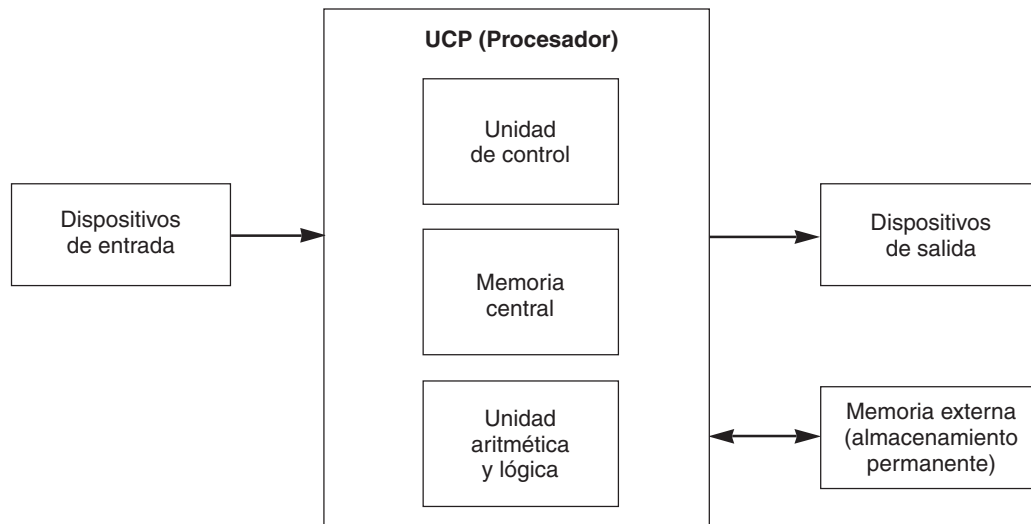 UCP (Procesador)
Unidad
de control
Dispositivos
de entrada
Dispositivos
de salida
Memoria
central
Unidad
aritmética
y lógica
Memoria externa
(almacenamiento
permanente)